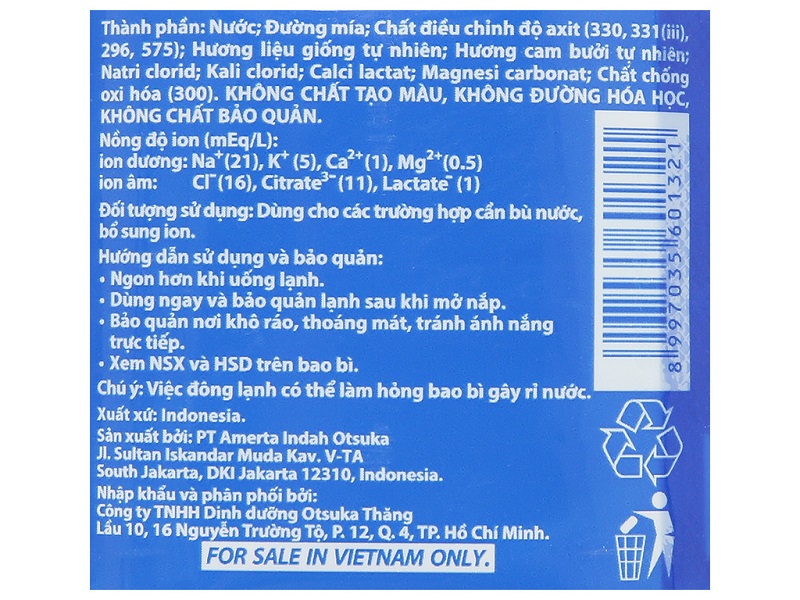 Thành phần: Nước; Đường mía; Chất điều chỉnh độ axit (330, 331(iii),
296, 575); Hương liệu giống tự nhiên; Hương cam bưởi tự nhiên;
Natri clorid; Kali clorid; Calci lactat; Magnesi carbonat; Chất chống
oxi hóa (300). KHÔNG CHẤT TẠO MÀU, KHÔNG ĐƯỜNG HÓA HỌC,
KHÔNG CHẤT BẢO QUẢN.
Nồng độ ion (mEq/L):
ion dương: Na⁺(21), K⁺ (5), Ca²⁺(1), Mg²⁺(0.5)
ion âm: Cl⁻(16), Citrate³⁻(11), Lactate⁻ (1)
Đối tượng sử dụng: Dùng cho các trường hợp cần bù nước,
bổ sung ion.
Hướng dẫn sử dụng và bảo quản:
• Ngon hơn khi uống lạnh.
• Dùng ngay và bảo quản lạnh sau khi mở nắp.
• Bảo quản nơi khô ráo, thoáng mát, tránh ánh nắng
trực tiếp.
• Xem NSX và HSD trên bao bì.
Chú ý: Việc đông lạnh có thể làm hỏng bao bì gây rỉ nước.
Xuất xứ: Indonesia.
Sản xuất bởi: PT Amerta Indah Otsuka
Jl. Sultan Iskandar Muda Kav. V-TA
South Jakarta, DKI Jakarta 12310, Indonesia.
Nhập khẩu và phân phối bởi:
Công ty TNHH Dinh dưỡng Otsuka Thăng
Lầu 10, 16 Nguyễn Trường Tộ, P. 12, Q. 4, TP. Hồ Chí Minh.
FOR SALE IN VIETNAM ONLY.
8 997035 601321